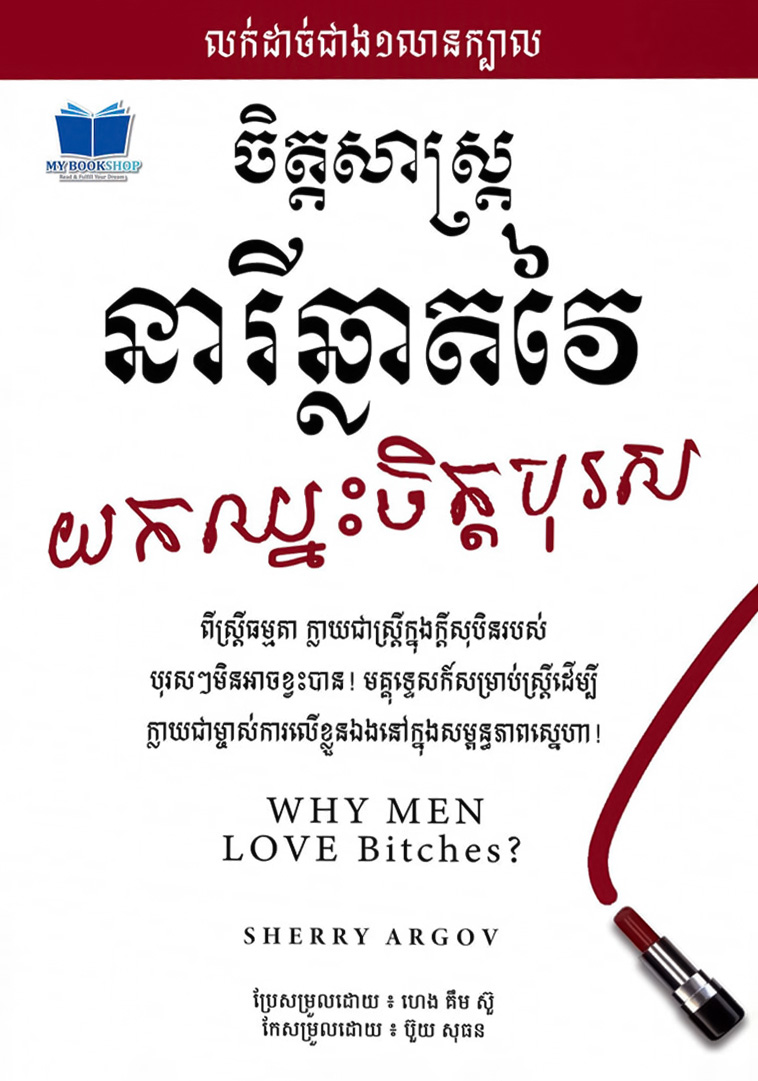 លក់ដាច់ជាង១លានក្បាល
MY BOOKSHOP
Read & Fulfill Your Dreams
ចិត្តសាស្ត្រ
នារីឆ្លាតវៃ
យកឈ្នះចិត្តបុរស
ពីស្ត្រីធម្មតា ក្លាយជាស្ត្រីក្នុងក្តីសុបិនរបស់
បុរសៗមិនអាចខ្វះបាន! មគ្គុទ្ទេសក៍សម្រាប់ស្ត្រីដើម្បី
ក្លាយជាម្ចាស់ការលើខ្លួនឯងនៅក្នុងសម្ពន្ធភាពស្នេហា!
WHY MEN
LOVE Bitches?
SHERRY ARGOV
ប្រែសម្រួលដោយ ៖ ហេង គឹម ស៊ូ
កែសម្រួលដោយ ៖ ប៊ួយ សុធន